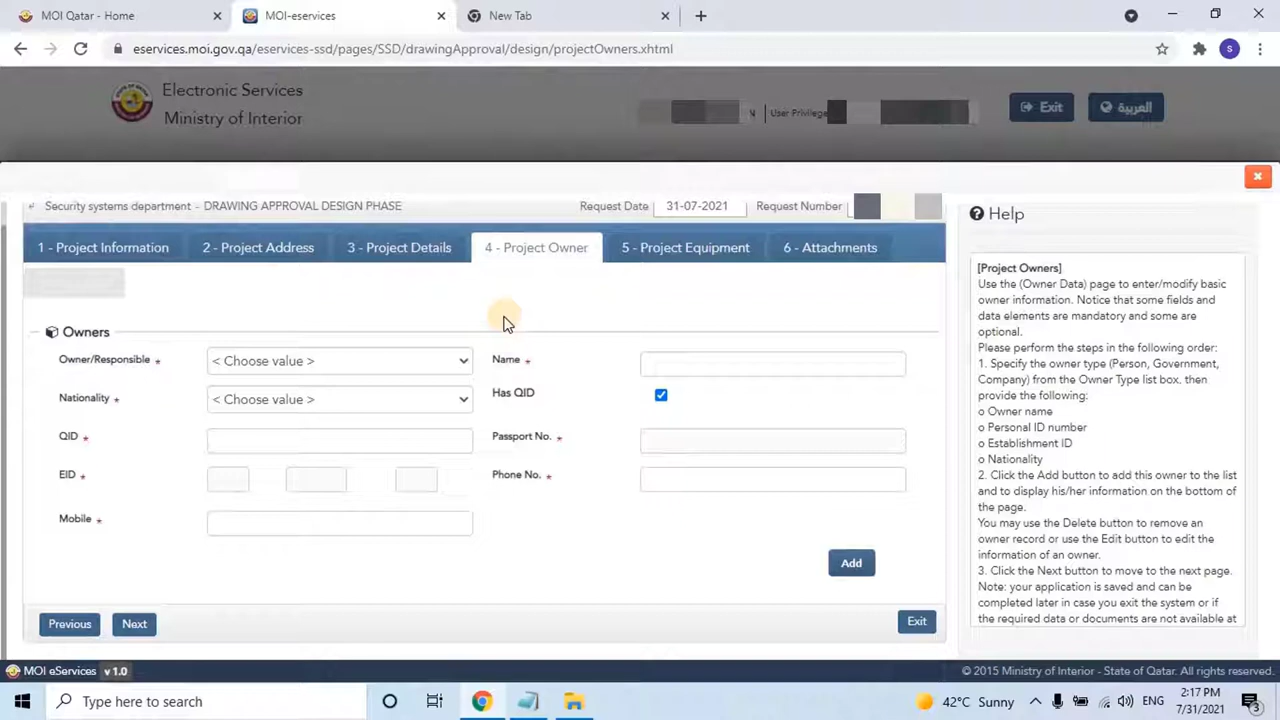 MOI Qatar - Home
MOI-eservices
New Tab
eservices.moi.gov.qa/eservices-ssd/pages/SSD/drawingApproval/design/projectOwners.xhtml
S
Electronic Services
Ministry of Interior
N
User Privilege
Exit
العربية
Security systems department - DRAWING APPROVAL DESIGN PHASE
Request Date
31-07-2021
Request Number
1 - Project Information
2 - Project Address
3 - Project Details
4 - Project Owner
5 - Project Equipment
6 - Attachments
Owners
Owner/Responsible *
< Choose value >
Name *
Nationality *
< Choose value >
Has QID
QID *
Passport No. *
EID *
Phone No. *
Mobile *
Add
Previous
Next
Exit
Help
[Project Owners]
Use the (Owner Data) page to enter/modify basic
owner information. Notice that some fields and
data elements are mandatory and some are
optional.
Please perform the steps in the following order:
1. Specify the owner type (Person, Government,
Company) from the Owner Type list box. then
provide the following:
o Owner name
o Personal ID number
o Establishment ID
o Nationality
2. Click the Add button to add this owner to the list
and to display his/her information on the bottom of
the page.
You may use the Delete button to remove an
owner record or use the Edit button to edit the
information of an owner.
3. Click the Next button to move to the next page.
Note: your application is saved and can be
completed later in case you exit the system or if
the required data or documents are not available at
MOI eServices v 1.0
© 2015 Ministry of Interior - State of Qatar. All rights reserved.
Type here to search
42°C Sunny
ENG
2:17 PM
7/31/2021
3